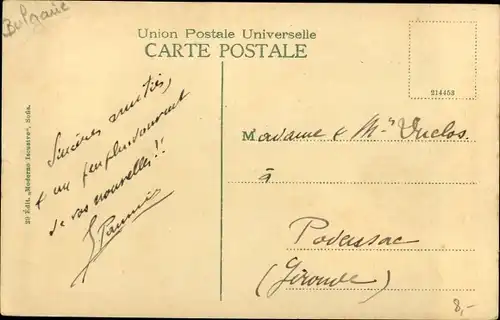 Bulgarie
Union Postale Universelle
CARTE POSTALE
214453
Sincères amitiés,
& un peu plus souvent
de vos nouvelles!!
Madame & Mr Duclos
à
Podensac
(Gironde)
8,-